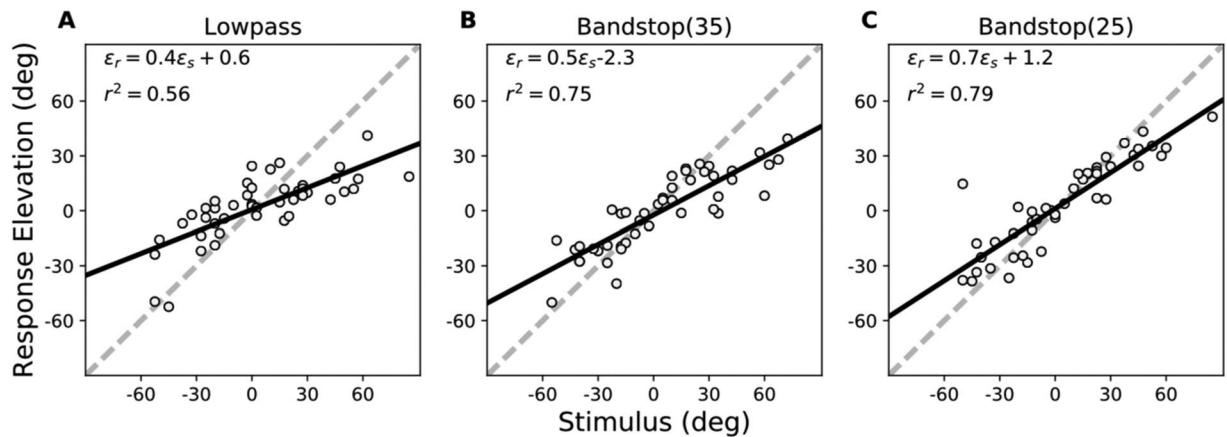 A Lowpass
B Bandstop(35)
C Bandstop(25)
εr = 0.4εs + 0.6
r² = 0.56
εr = 0.5εs-2.3
r² = 0.75
εr = 0.7εs + 1.2
r² = 0.79
Response Elevation (deg)
60
30
0
-30
-60
60
30
0
-30
-60
60
30
0
-30
-60
-60 -30 0 30 60
-60 -30 0 30 60
-60 -30 0 30 60
Stimulus (deg)